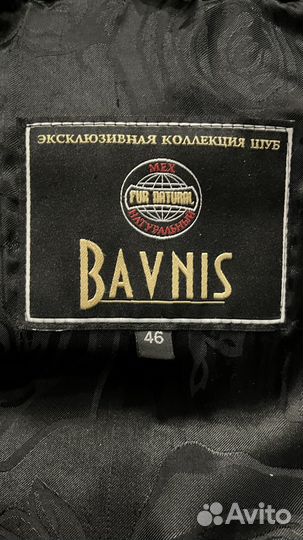 ЭКСКЛЮЗИВНАЯ КОЛЛЕКЦИЯ ШУБ
МЕХ
FUR NATURAL
НАТУРАЛЬНЫЙ
BAVNIS
46
Avito